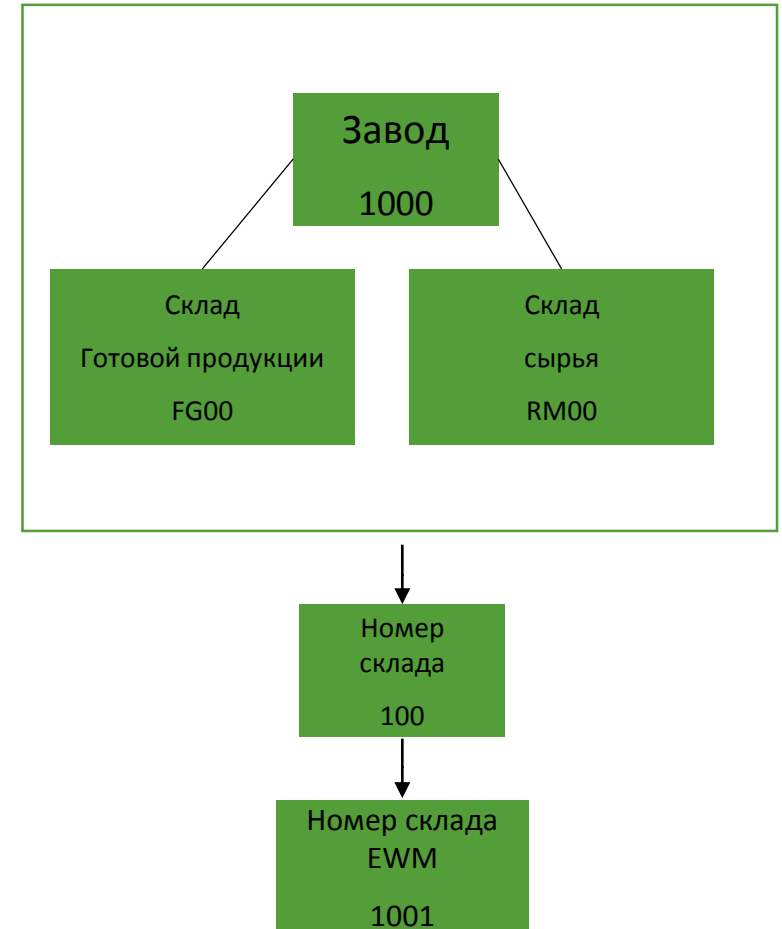 Завод
1000
Склад
Готовой продукции
FG00
Склад
сырья
RM00
Номер
склада
100
Номер склада
EWM
1001